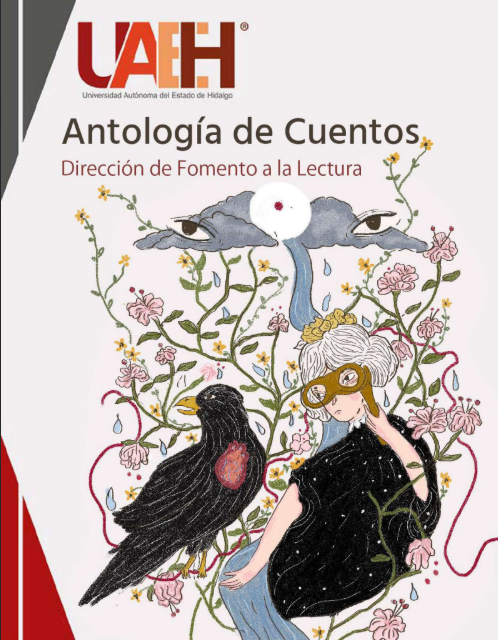 UAEH®
Universidad Autónoma del Estado de Hidalgo
Antología de Cuentos
Dirección de Fomento a la Lectura